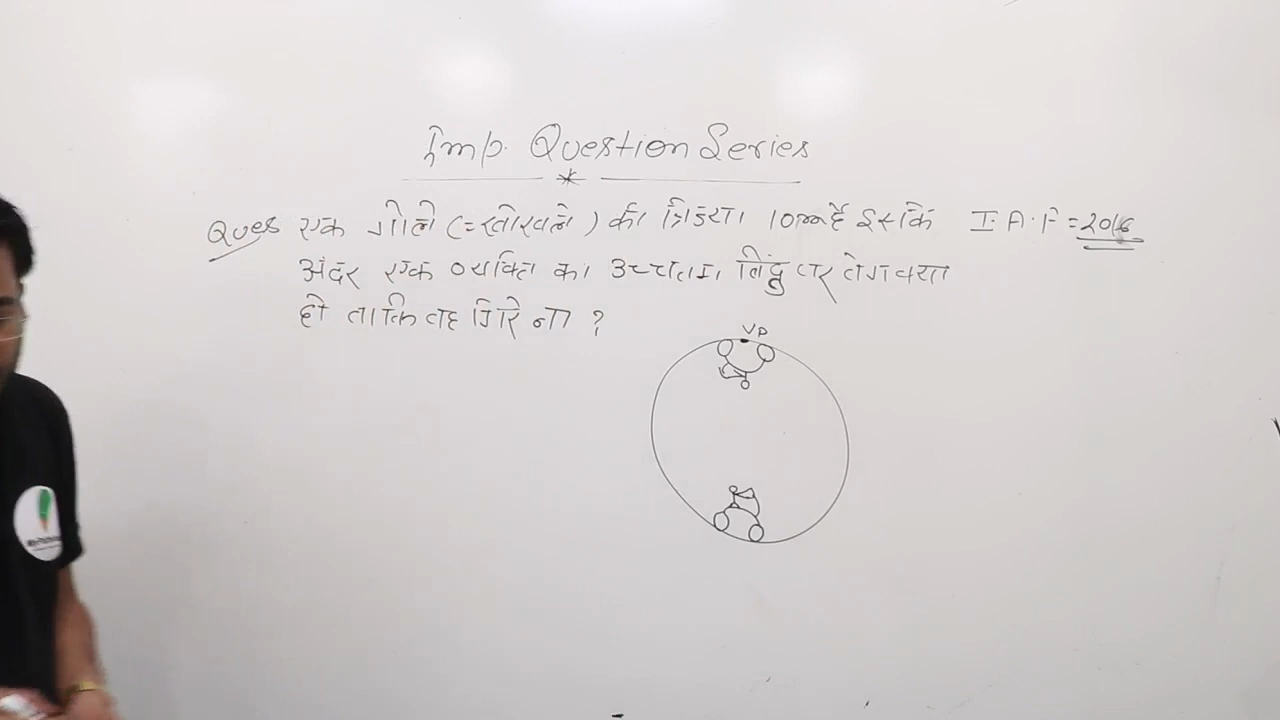 Imp. Question Series
Ques एक गोले (=खोखले) की त्रिज्या 10m है इसके I.A.F = 2016
अंदर एक व्यक्ति का उच्चतम बिंदु पर वेग क्या
हो ताकि वह गिरे ना ?
VP